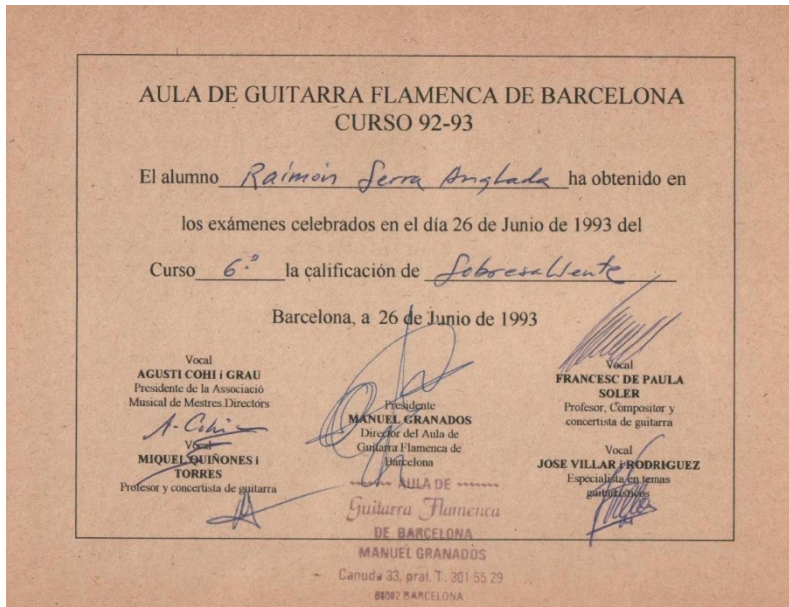 AULA DE GUITARRA FLAMENCA DE BARCELONA
CURSO 92-93
El alumno Raimón Serra Anglada ha obtenido en
los exámenes celebrados en el día 26 de Junio de 1993 del
Curso 6.º la calificación de Sobresaliente
Barcelona, a 26 de Junio de 1993
Vocal
AGUSTI COHI i GRAU
Presidente de la Associació
Musical de Mestres Directors
A. Cohi
Vocal
MIQUEL QUIÑONES i
TORRES
Profesor y concertista de guitarra
Presidente
MANUEL GRANADOS
Director del Aula de
Guitarra Flamenca de
Barcelona
Vocal
FRANCESC DE PAULA
SOLER
Profesor, Compositor y
concertista de guitarra
Vocal
JOSE VILLAR i RODRIGUEZ
Especialista en temas
guitarrísticos
AULA DE
Guitarra Flamenca
DE BARCELONA
MANUEL GRANADOS
Canuda 33, pral. T. 301 55 29
08002 BARCELONA